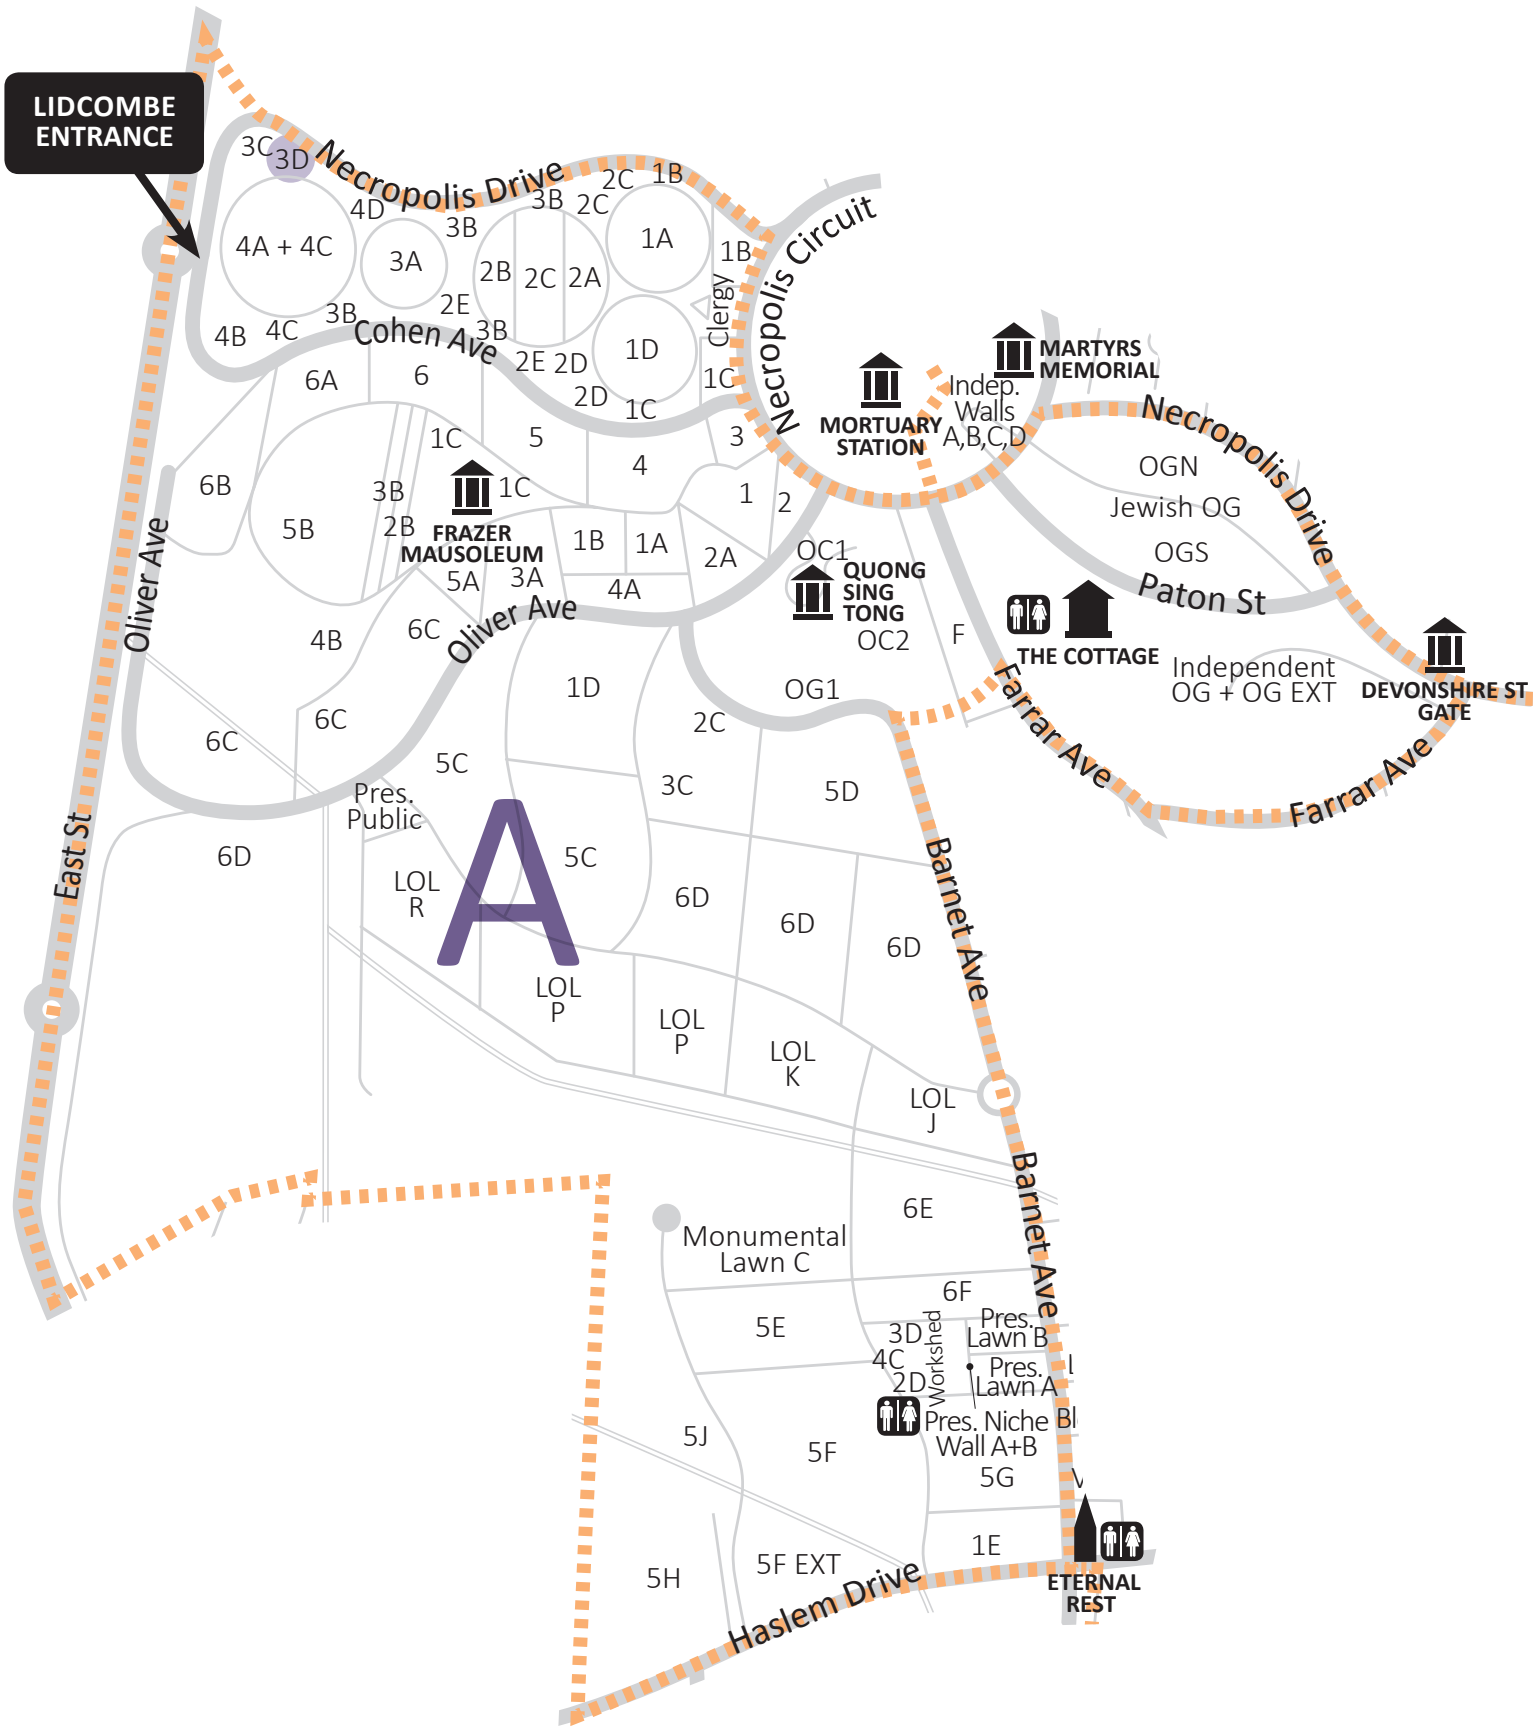 LIDCOMBE
ENTRANCE
3C
3D
Necropolis Drive
4D
3B
3B
2C
2C
1B
4A + 4C
3A
2B
2C
2A
1A
1B
Clergy
Necropolis Circuit
2E
3B
4B
4C
3B
Cohen Ave
2E
2D
1D
2D
1C
1C
6A
6
MARTYRS
MEMORIAL
MORTUARY
STATION
Indep.
Walls
A,B,C,D
Necropolis Drive
OGN
Jewish OG
OGS
Paton St
1C
5
3
4
6B
3B
1C
1
2
5B
2B
FRAZER
MAUSOLEUM
1B
1A
2A
OC1
QUONG
SING
TONG
5A
3A
4A
Oliver Ave
Oliver Ave
4B
6C
OC2
F
THE COTTAGE
Independent
OG + OG EXT
DEVONSHIRE ST
GATE
Farrar Ave
Farrar Ave
1D
OG1
2C
6C
6C
5C
3C
5D
Pres.
Public
A
East St
6D
LOL
R
5C
6D
6D
6D
Barnet Ave
LOL
P
LOL
P
LOL
K
LOL
J
Barnet Ave
6E
Monumental
Lawn C
6F
5E
3D
4C
2D
Workshed
Pres.
Lawn B
Pres.
Lawn A
Pres. Niche
Wall A+B
Bl
5J
5F
5G
1E
5H
5F EXT
Haslem Drive
ETERNAL
REST